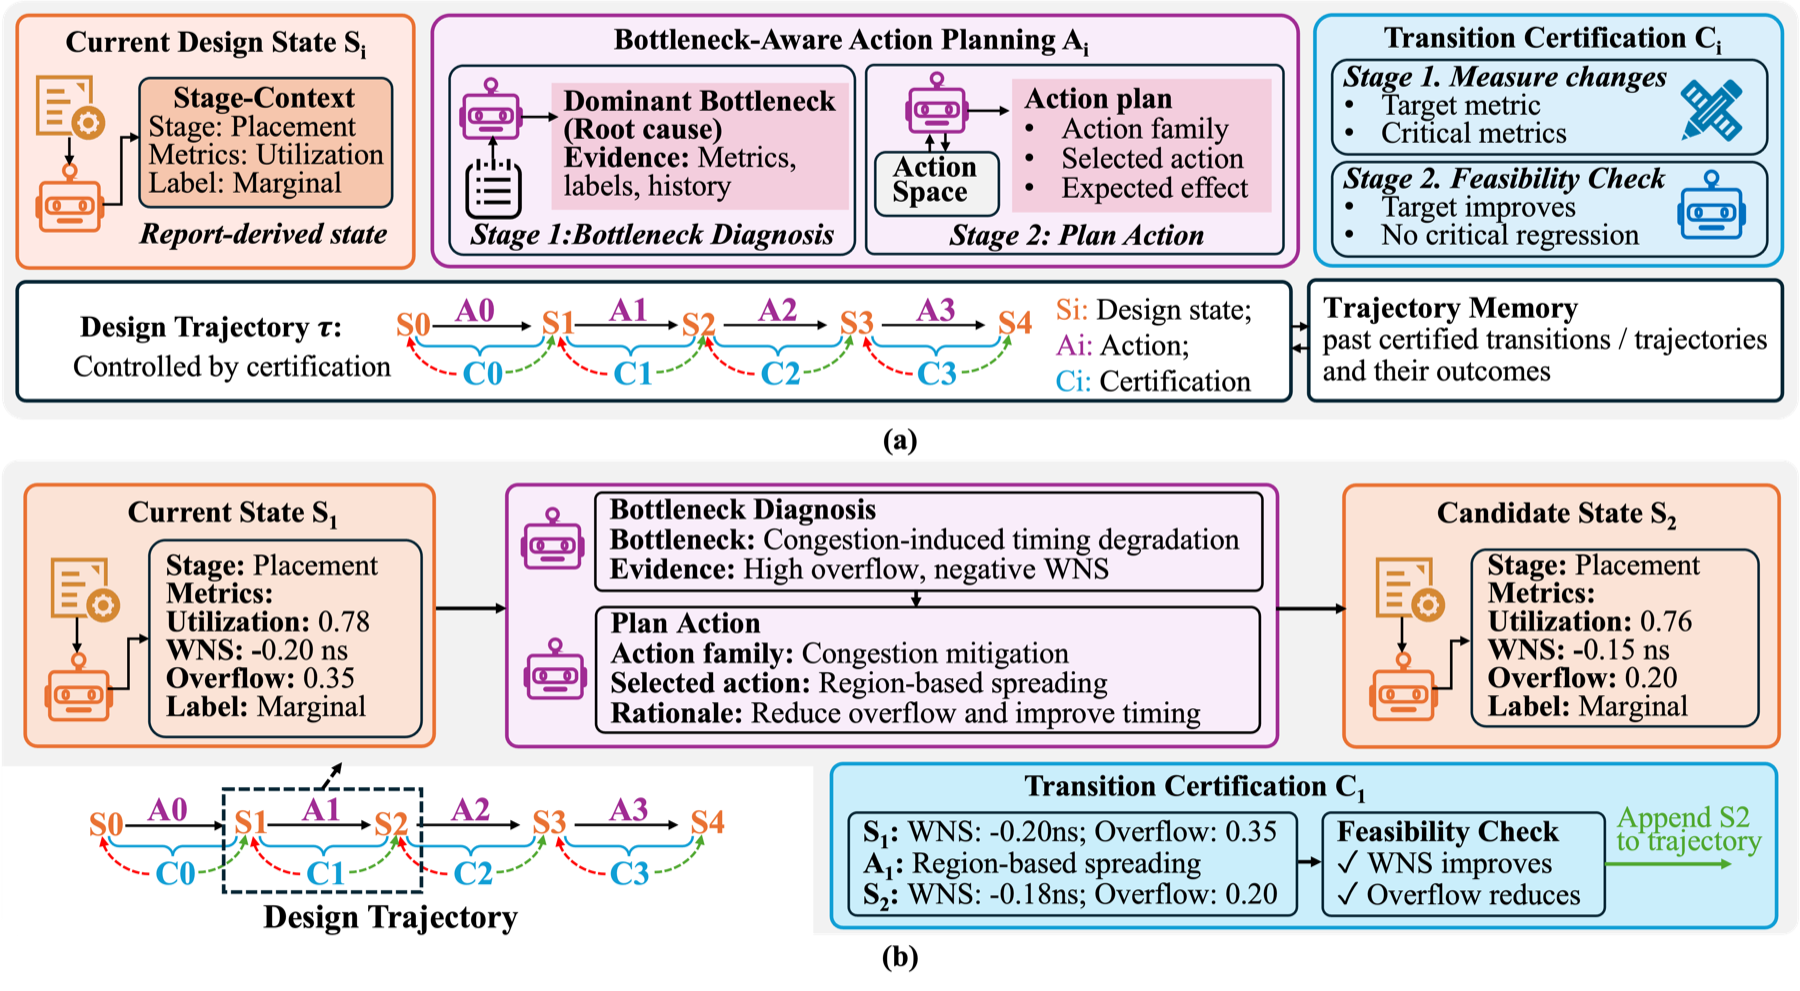 Current Design State Si
Stage-Context
Stage: Placement
Metrics: Utilization
Label: Marginal
Report-derived state
Bottleneck-Aware Action Planning Ai
Dominant Bottleneck
(Root cause)
Evidence: Metrics,
labels, history
Stage 1:Bottleneck Diagnosis
Action
Space
Action plan
• Action family
• Selected action
• Expected effect
Stage 2: Plan Action
Transition Certification Ci
Stage 1. Measure changes
• Target metric
• Critical metrics
Stage 2. Feasibility Check
• Target improves
• No critical regression
Design Trajectory τ:
Controlled by certification
S0 A0 S1 A1 S2 A2 S3 A3 S4
C0 C1 C2 C3
Si: Design state;
Ai: Action;
Ci: Certification
Trajectory Memory
past certified transitions / trajectories
and their outcomes
(a)
Current State S1
Stage: Placement
Metrics:
Utilization: 0.78
WNS: -0.20 ns
Overflow: 0.35
Label: Marginal
Bottleneck Diagnosis
Bottleneck: Congestion-induced timing degradation
Evidence: High overflow, negative WNS
Plan Action
Action family: Congestion mitigation
Selected action: Region-based spreading
Rationale: Reduce overflow and improve timing
Candidate State S2
Stage: Placement
Metrics:
Utilization: 0.76
WNS: -0.15 ns
Overflow: 0.20
Label: Marginal
S0 A0 S1 A1 S2 A2 S3 A3 S4
C0 C1 C2 C3
Design Trajectory
Transition Certification C1
S1: WNS: -0.20ns; Overflow: 0.35
A1: Region-based spreading
S2: WNS: -0.18ns; Overflow: 0.20
Feasibility Check
✓ WNS improves
✓ Overflow reduces
Append S2
to trajectory
(b)